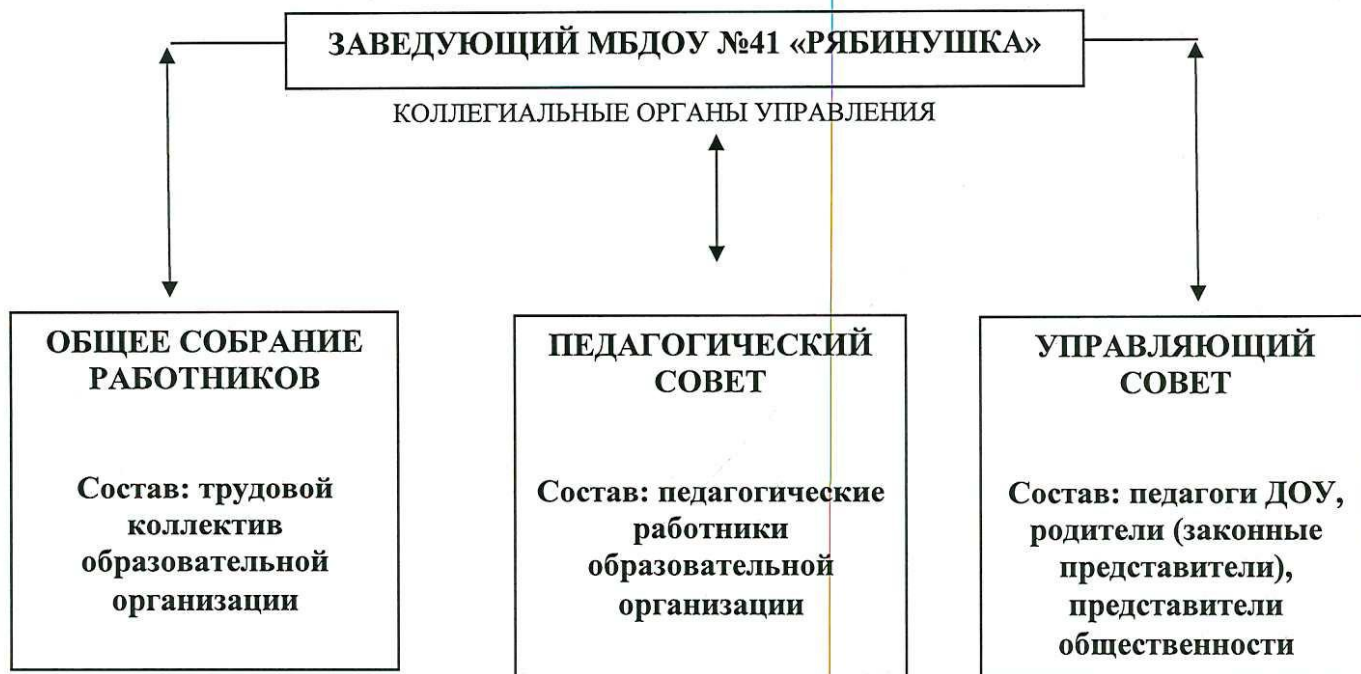 ЗАВЕДУЮЩИЙ МБДОУ №41 «РЯБИНУШКА»
КОЛЛЕГИАЛЬНЫЕ ОРГАНЫ УПРАВЛЕНИЯ
ОБЩЕЕ СОБРАНИЕ
РАБОТНИКОВ
Состав: трудовой
коллектив
образовательной
организации
ПЕДАГОГИЧЕСКИЙ
СОВЕТ
Состав: педагогические
работники
образовательной
организации
УПРАВЛЯЮЩИЙ
СОВЕТ
Состав: педагоги ДОУ,
родители (законные
представители),
представители
общественности